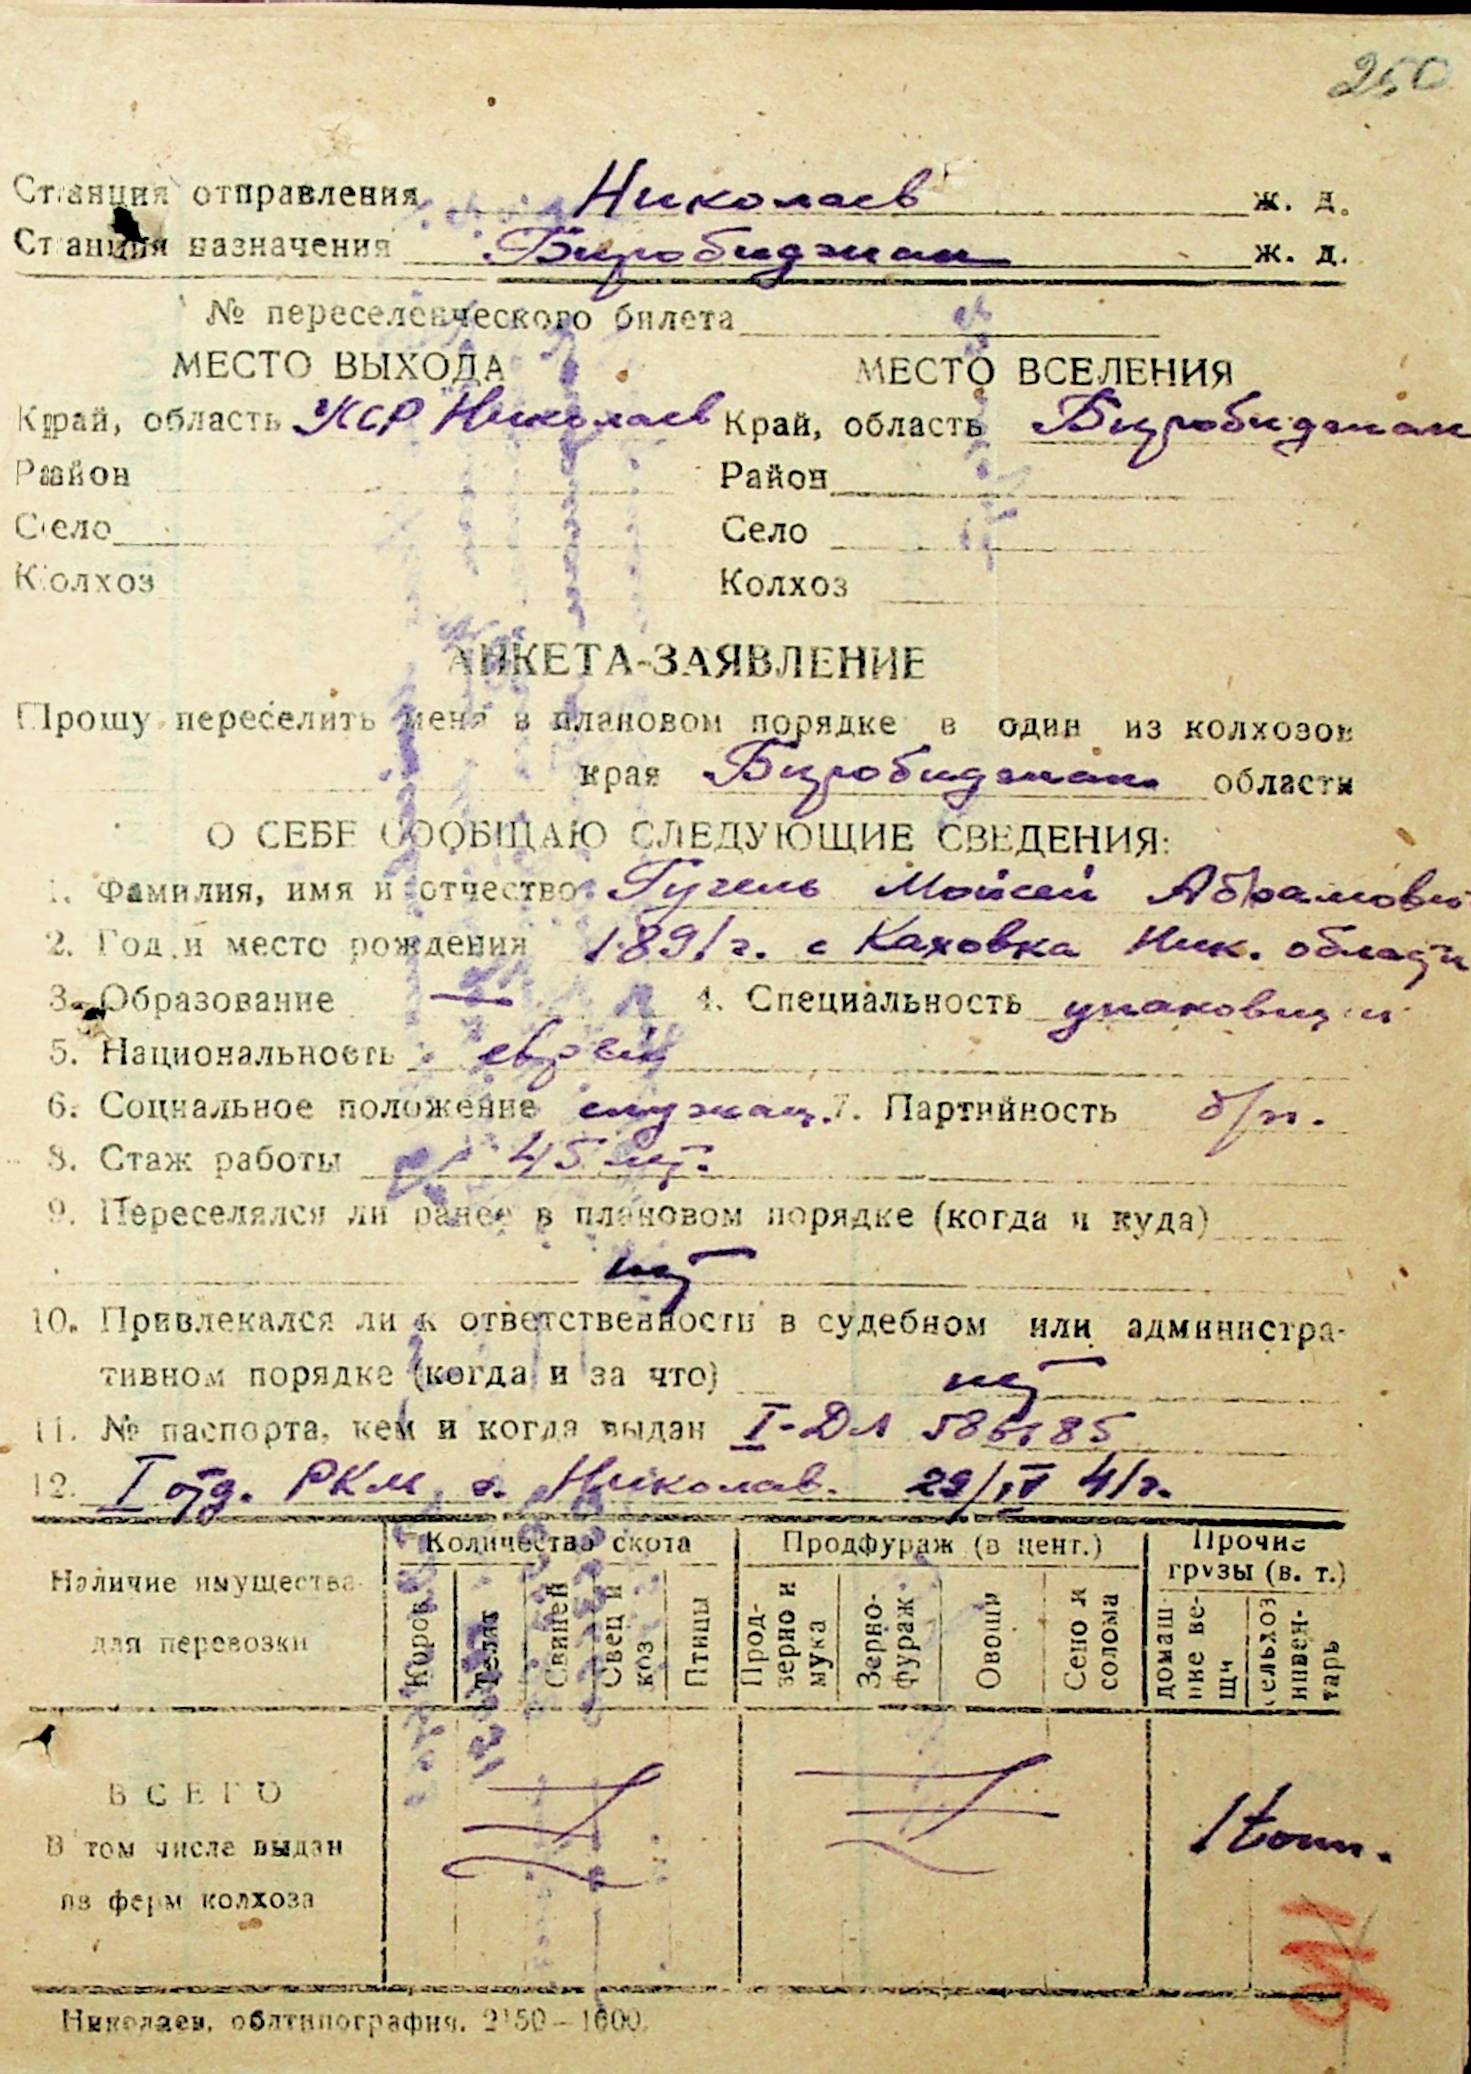 250
Станция отправления Николаев ж. д.
Станция назначения Биробиджан ж. д.
№ переселенческого билета
МЕСТО ВЫХОДА МЕСТО ВСЕЛЕНИЯ
Край, область УССР Николаев Край, область Биробиджан
Район Район
Село Село
Колхоз Колхоз
АНКЕТА-ЗАЯВЛЕНИЕ
Прошу переселить меня в плановом порядке в один из колхозов
края Биробиджан области
О СЕБЕ СООБЩАЮ СЛЕДУЮЩИЕ СВЕДЕНИЯ:
1. Фамилия, имя и отчество Гугель Мойсей Абрамович
2. Год и место рождения 1891 г. с Каховка Ник. области
3. Образование — 4. Специальность упаковщик
5. Национальность еврей
6. Социальное положение служащ. 7. Партийность б/п.
8. Стаж работы 45 лет.
9. Переселялся ли ранее в плановом порядке (когда и куда)
нет
10. Привлекался ли к ответственности в судебном или администра-
тивном порядке (когда и за что) нет
11. № паспорта, кем и когда выдан I-ДЛ
12. I отд. РКМ г. Николав. 29/IV 41г.
Наличие имущества для перевозки
Количество скота Продфураж (в цент.) Прочие грузы (в. т.)
Коров Телят Свиней Овец и коз Птицы Прод-зерно и мука Зерно-фураж Овощи Сено и солома домашние ве-щи сельхоз инвен-тарь
ВСЕГО
В том числе выдан
из ферм колхоза
1 тонн.
Николаев, облтипография. 2150—1600.